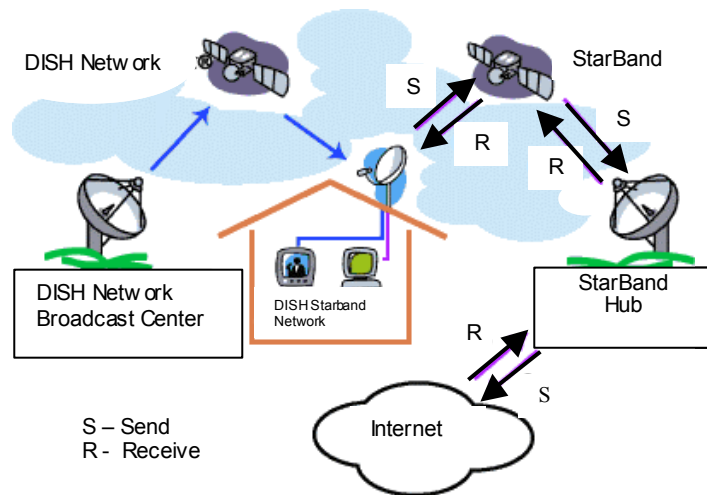 DISH Network
StarBand
S
R
S
R
DISH Network
Broadcast Center
DISH Starband
Network
StarBand
Hub
R
S
Internet
S – Send
R - Receive